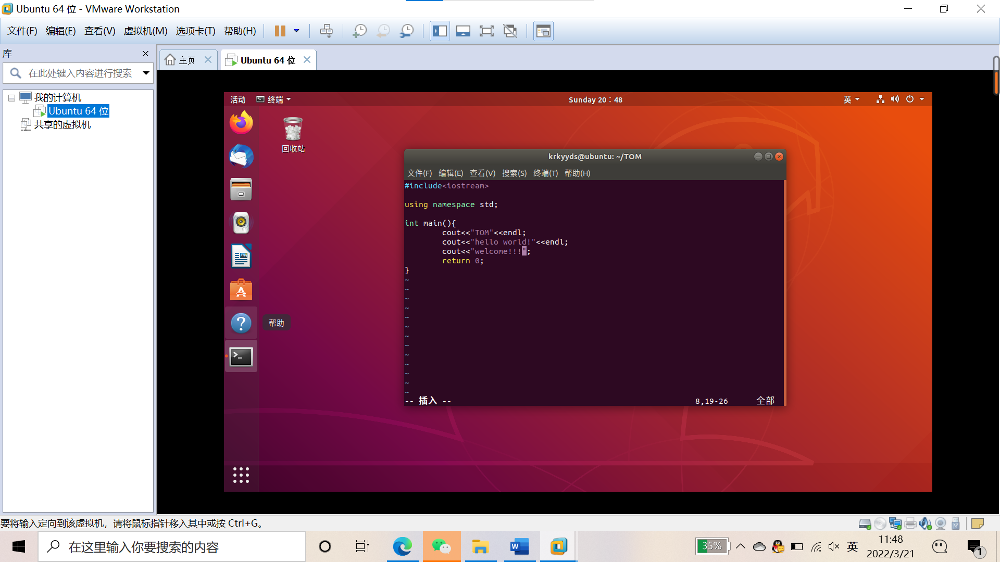 Ubuntu 64 位 - VMware Workstation
文件(F) 编辑(E) 查看(V) 虚拟机(M) 选项卡(T) 帮助(H)
库
主页
Ubuntu 64 位
在此处键入内容进行搜索
我的计算机
Ubuntu 64 位
共享的虚拟机
活动 终端 Sunday 20：48 英
回收站
帮助
krkyyds@ubuntu: ~/TOM
文件(F) 编辑(E) 查看(V) 搜索(S) 终端(T) 帮助(H)
#include<iostream>
using namespace std;
int main(){
cout<<"TOM"<<endl;
cout<<"hello world!"<<endl;
cout<<"welcome!!!";
return 0;
}
~
~
~
~
~
~
~
~
~
~
~
~
~
-- 插入 -- 8,19-26 全部
要将输入定向到该虚拟机，请将鼠标指针移入其中或按 Ctrl+G。
在这里输入你要搜索的内容
35%
英
11:48
2022/3/21
1